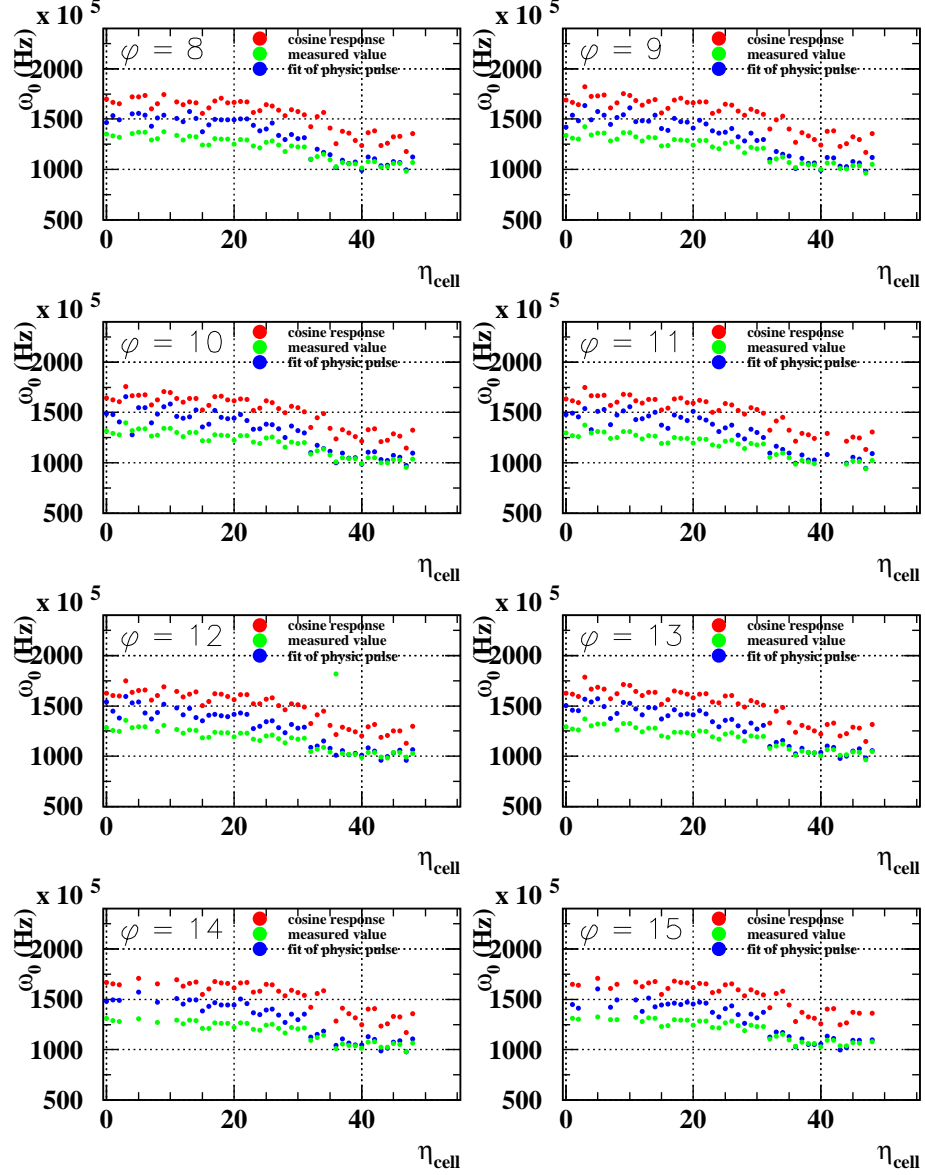 x 10 5
x 10 5
φ = 8
cosine response
measured value
fit of physic pulse
ω0 (Hz)
2000
1500
1000
500
0
20
40
ηcell
φ = 9
cosine response
measured value
fit of physic pulse
ω0 (Hz)
2000
1500
1000
500
0
20
40
ηcell
x 10 5
x 10 5
φ = 10
cosine response
measured value
fit of physic pulse
ω0 (Hz)
2000
1500
1000
500
0
20
40
ηcell
φ = 11
cosine response
measured value
fit of physic pulse
ω0 (Hz)
2000
1500
1000
500
0
20
40
ηcell
x 10 5
x 10 5
φ = 12
cosine response
measured value
fit of physic pulse
ω0 (Hz)
2000
1500
1000
500
0
20
40
ηcell
φ = 13
cosine response
measured value
fit of physic pulse
ω0 (Hz)
2000
1500
1000
500
0
20
40
ηcell
x 10 5
x 10 5
φ = 14
cosine response
measured value
fit of physic pulse
ω0 (Hz)
2000
1500
1000
500
0
20
40
ηcell
φ = 15
cosine response
measured value
fit of physic pulse
ω0 (Hz)
2000
1500
1000
500
0
20
40
ηcell